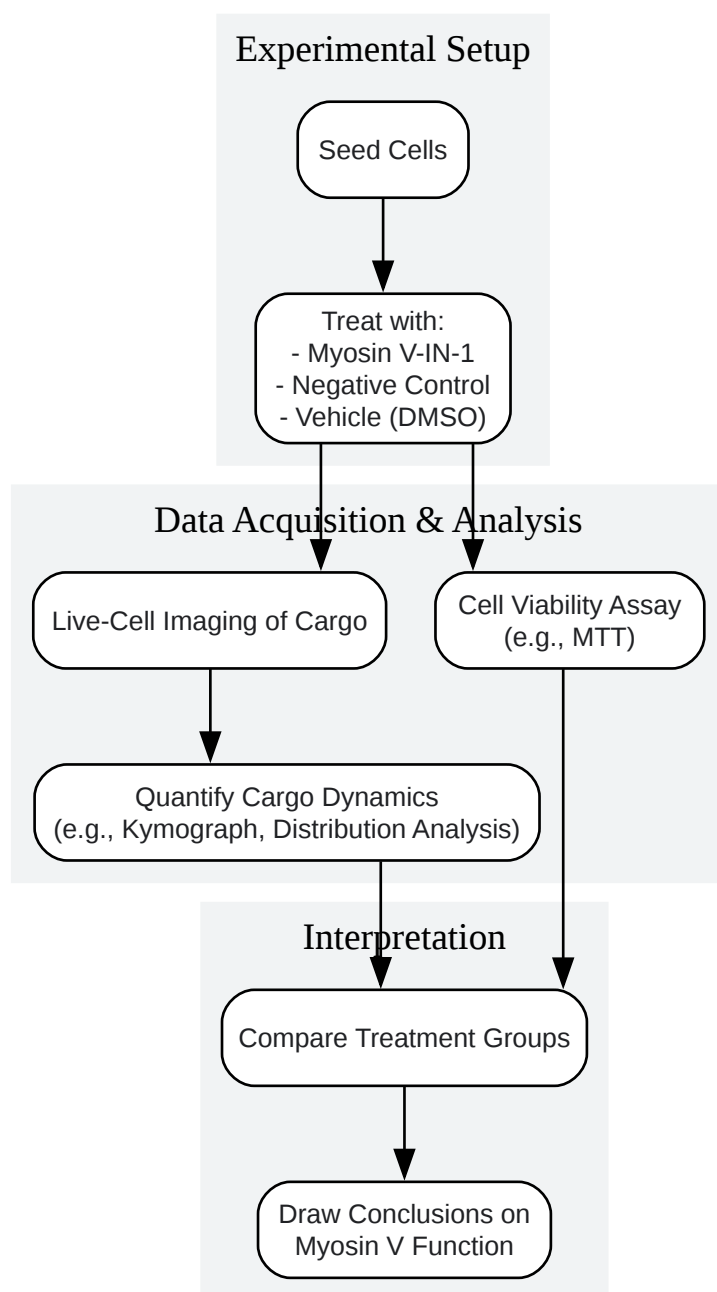 Experimental Setup
Seed Cells
Treat with:
- Myosin V-IN-1
- Negative Control
- Vehicle (DMSO)
Data Acquisition & Analysis
Live-Cell Imaging of Cargo
Cell Viability Assay
(e.g., MTT)
Quantify Cargo Dynamics
(e.g., Kymograph, Distribution Analysis)
Interpretation
Compare Treatment Groups
Draw Conclusions on
Myosin V Function